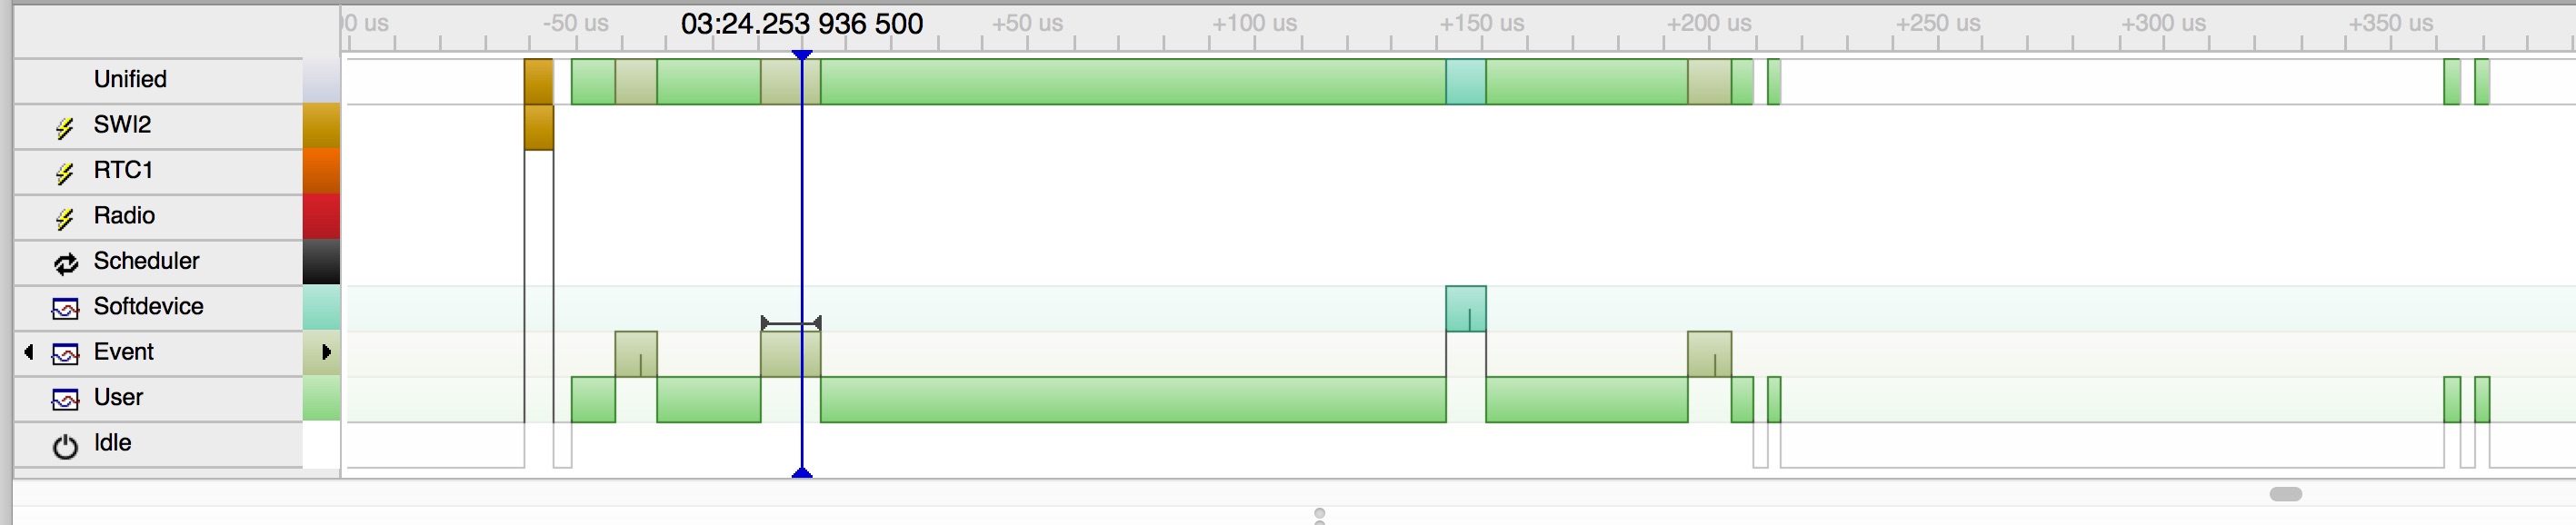 00 us -50 us 03:24.253 936 500 +50 us +100 us +150 us +200 us +250 us +300 us +350 us
Unified
SWI2
RTC1
Radio
Scheduler
Softdevice
Event
User
Idle